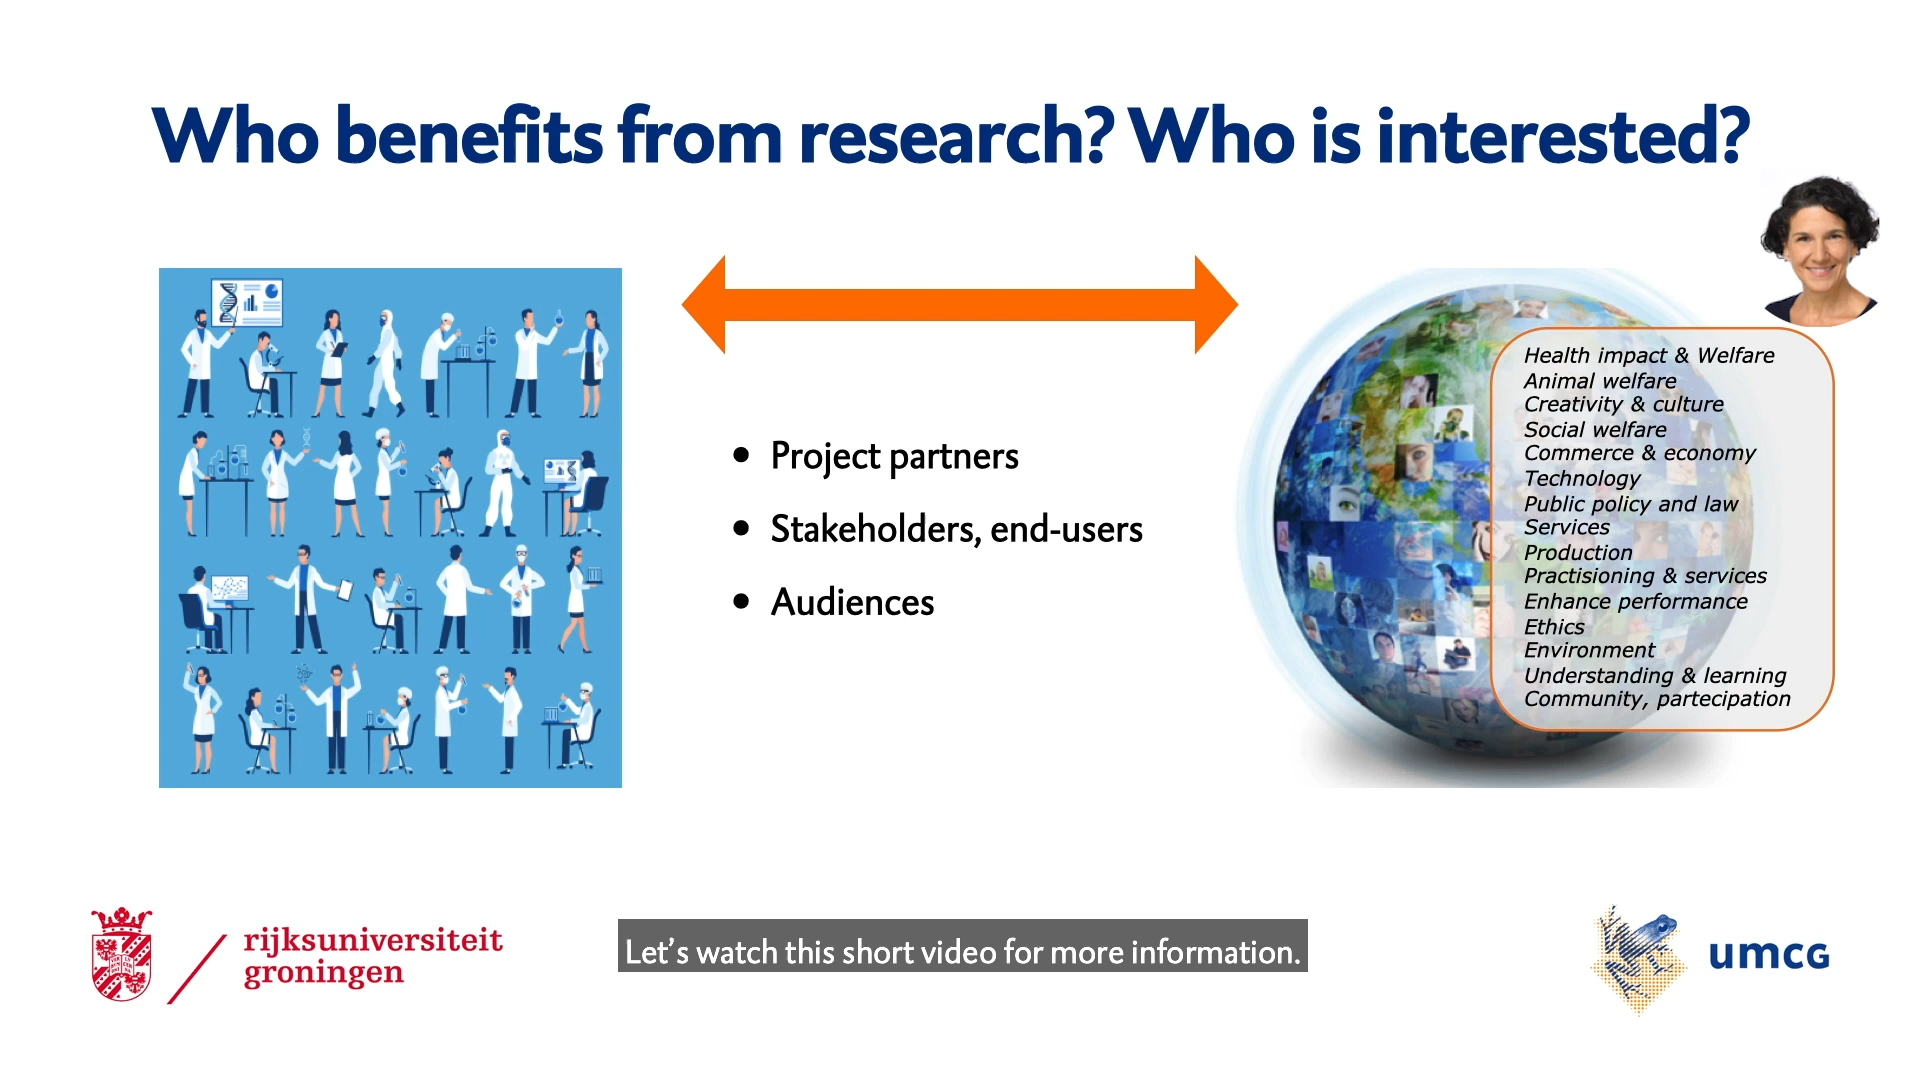 Who benefits from research? Who is interested?
Project partners
Stakeholders, end-users
Audiences
Health impact & Welfare
Animal welfare
Creativity & culture
Social welfare
Commerce & economy
Technology
Public policy and law
Services
Production
Practisioning & services
Enhance performance
Ethics
Environment
Understanding & learning
Community, partecipation
rijksuniversiteit
groningen
Let's watch this short video for more information.
umcg